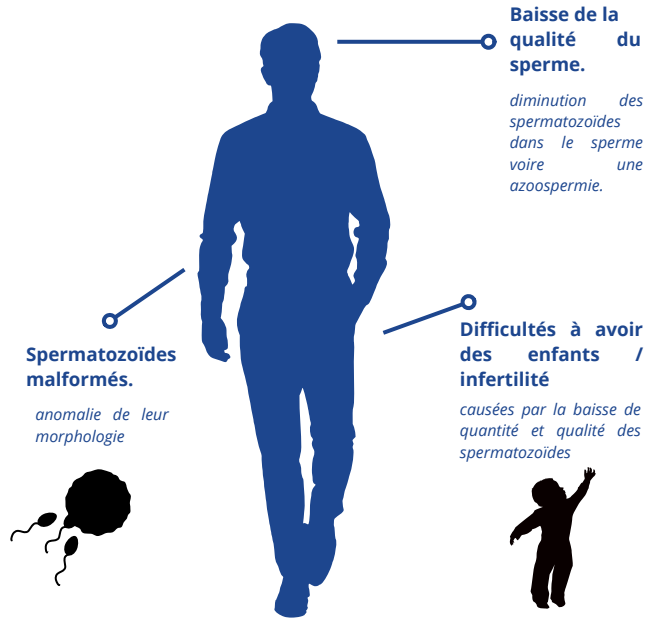 Baisse de la
qualité du
sperme.
diminution des
spermatozoïdes
dans le sperme
voire une
azoospermie.
Spermatozoïdes
malformés.
anomalie de leur
morphologie
Difficultés à avoir
des enfants /
infertilité
causées par la baisse de
quantité et qualité des
spermatozoïdes